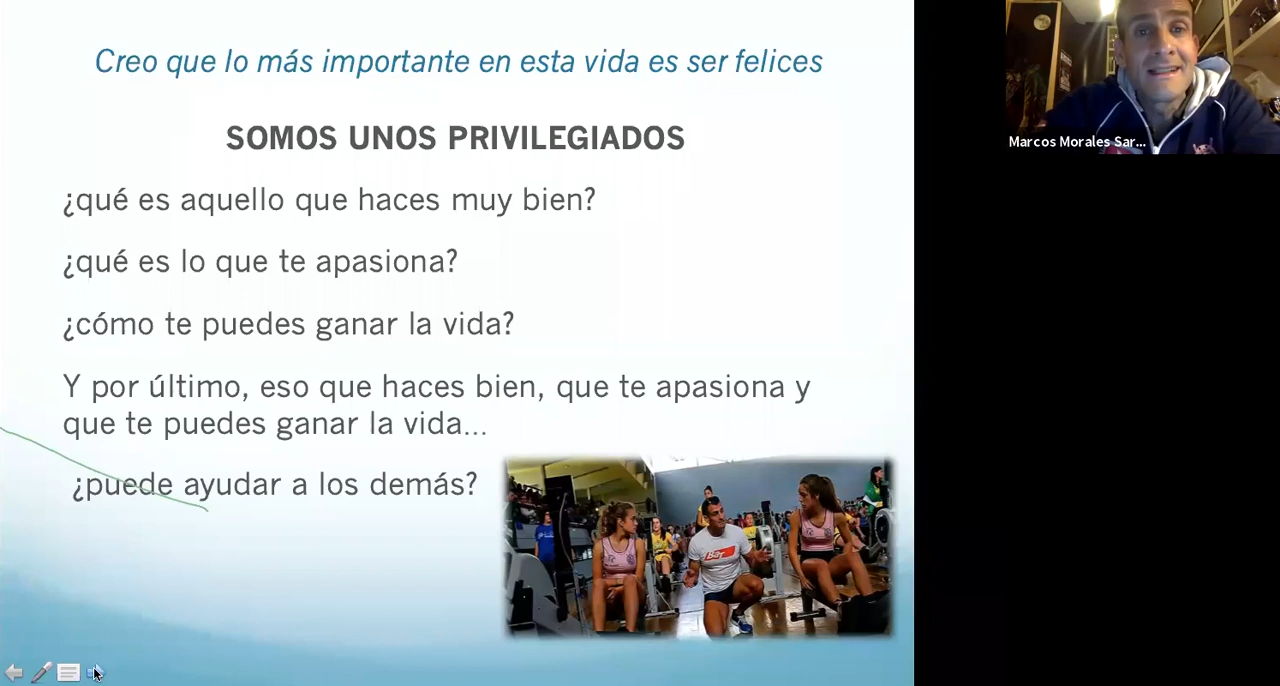 Creo que lo más importante en esta vida es ser felices
SOMOS UNOS PRIVILEGIADOS
¿qué es aquello que haces muy bien?
¿qué es lo que te apasiona?
¿cómo te puedes ganar la vida?
Y por último, eso que haces bien, que te apasiona y
que te puedes ganar la vida...
¿puede ayudar a los demás?
Marcos Morales Sar...